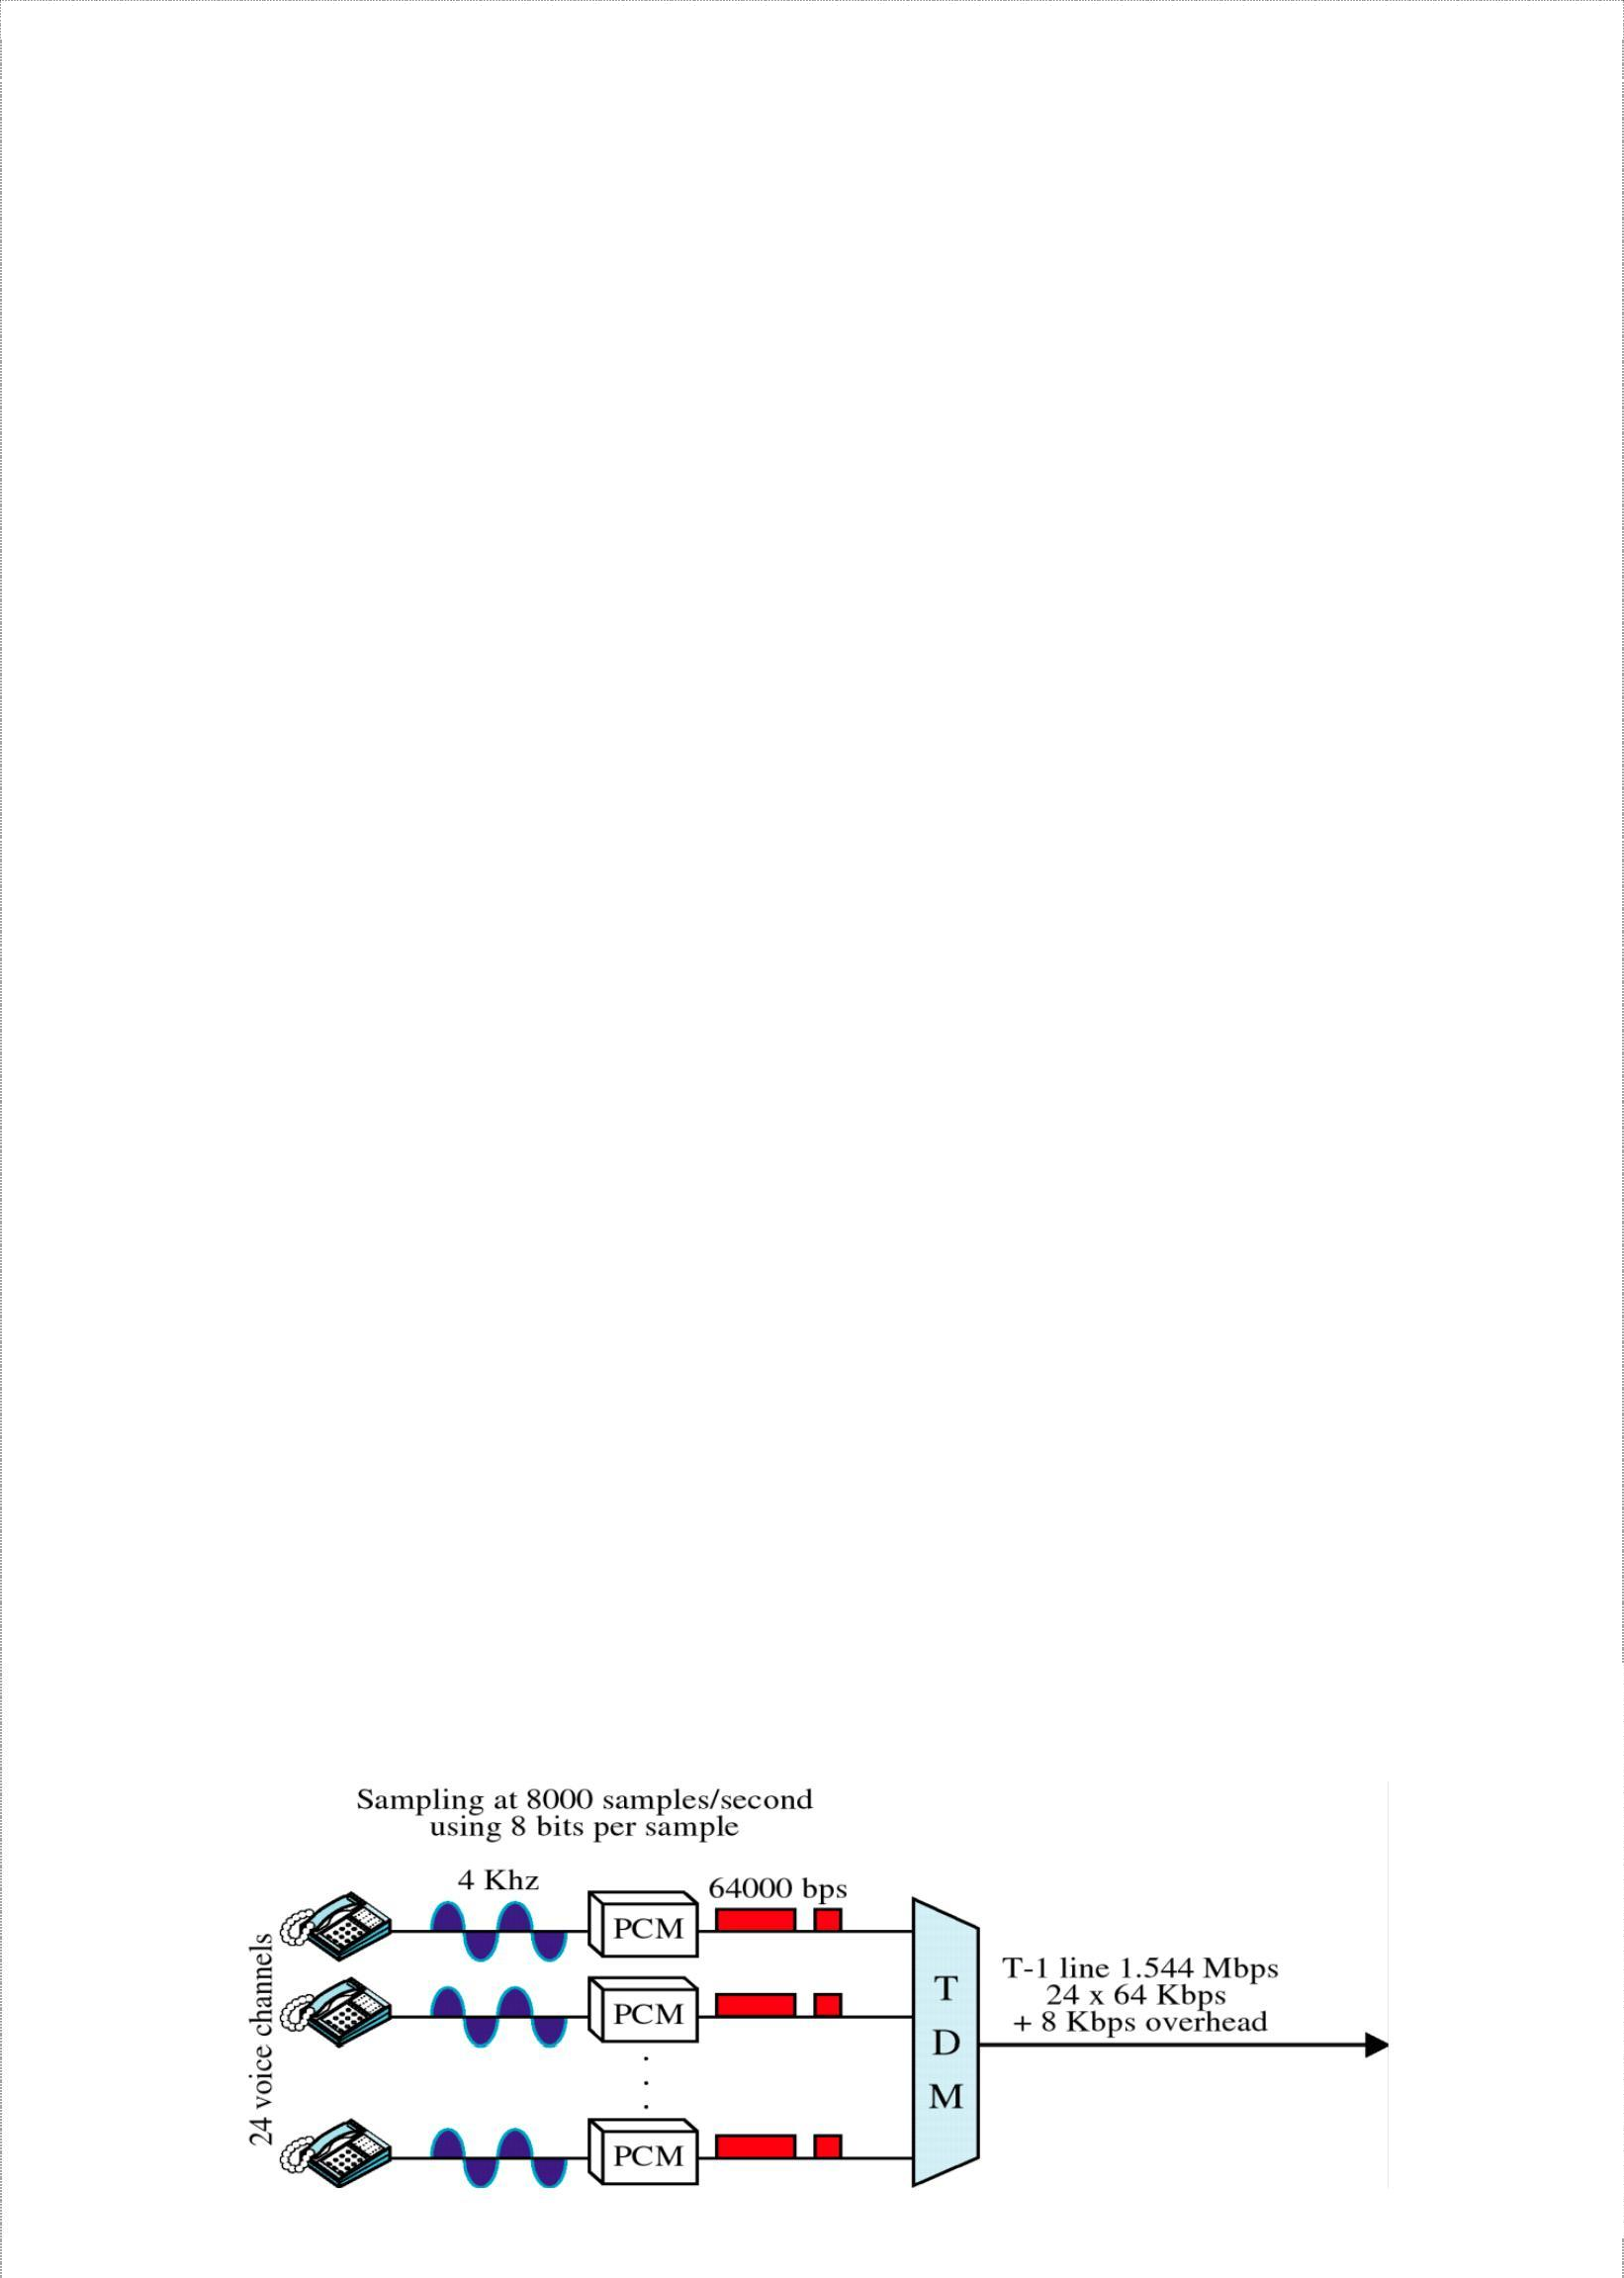 Sampling at 8000 samples/second
using 8 bits per sample
4 Khz
64000 bps
24 voice channels
PCM
PCM
PCM
T
D
M
T-1 line 1.544 Mbps
24 x 64 Kbps
+ 8 Kbps overhead